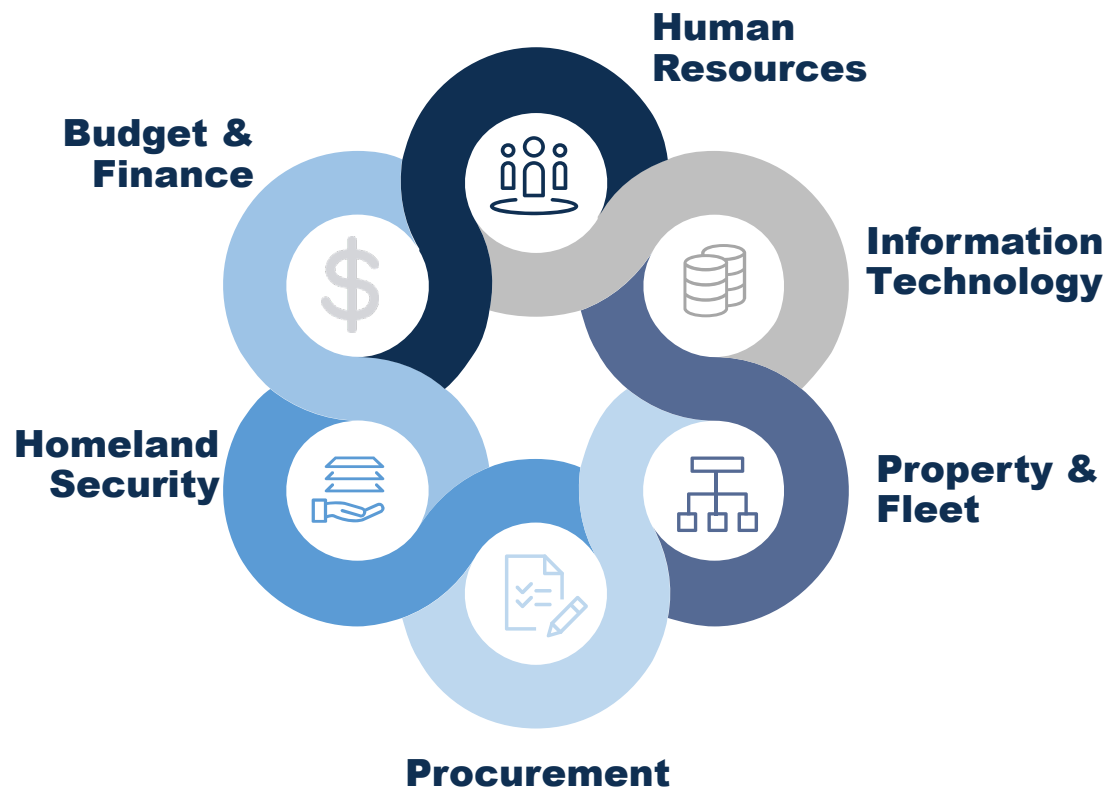 Human
Resources
Budget &
Finance
Information
Technology
Homeland
Security
Property &
Fleet
Procurement